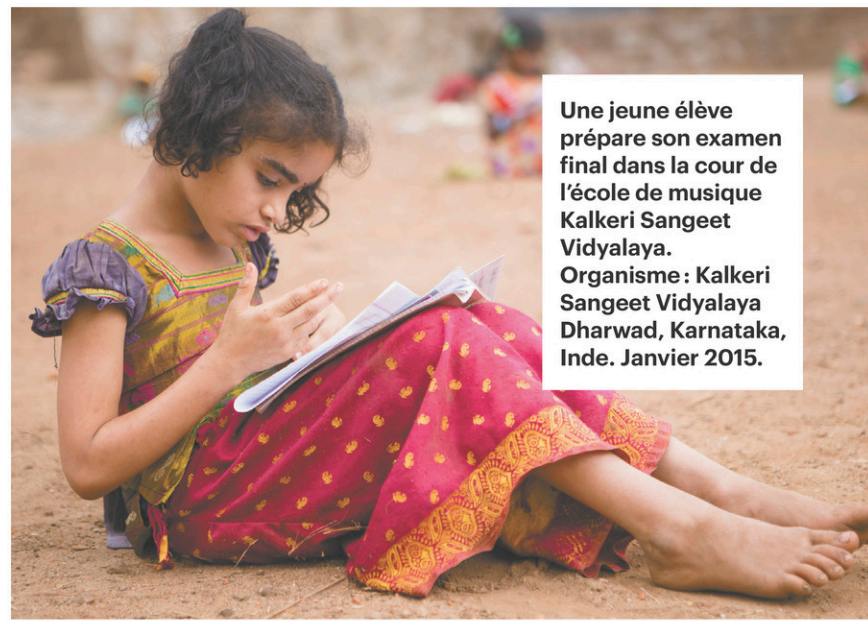 Une jeune élève
prépare son examen
final dans la cour de
l’école de musique
Kalkeri Sangeet
Vidyalaya.
Organisme : Kalkeri
Sangeet Vidyalaya
Dharwad, Karnataka,
Inde. Janvier 2015.